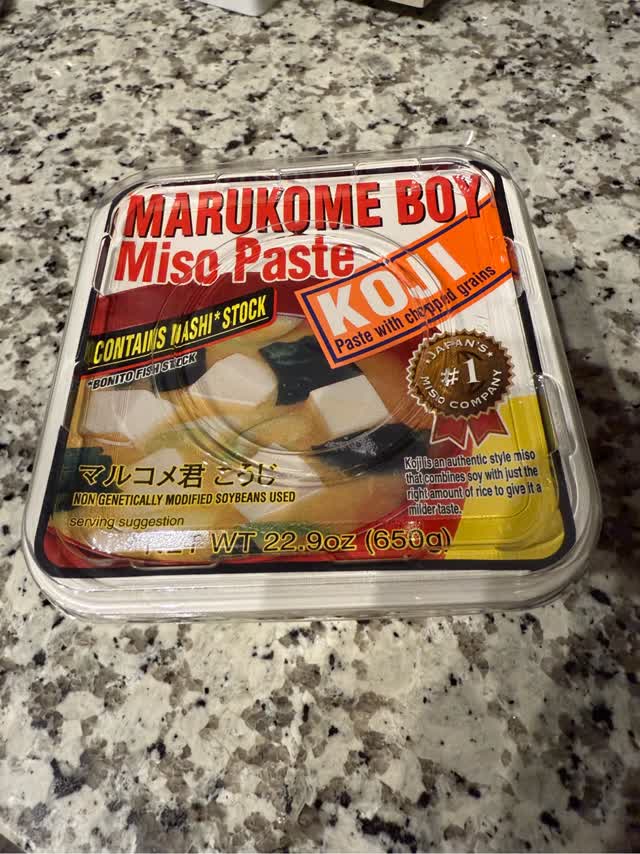 MARUKOME BOY
Miso Paste
KOJI
Paste with chopped grains
CONTAINS DASHI* STOCK
*BONITO FISH STOCK
JAPAN'S
#1
MISO COMPANY
Koji is an authentic style miso
that combines soy with just the
right amount of rice to give it a
milder taste.
マルコメ君 こうじ
NON GENETICALLY MODIFIED SOYBEANS USED
serving suggestion
NET WT 22.9oz (650g)